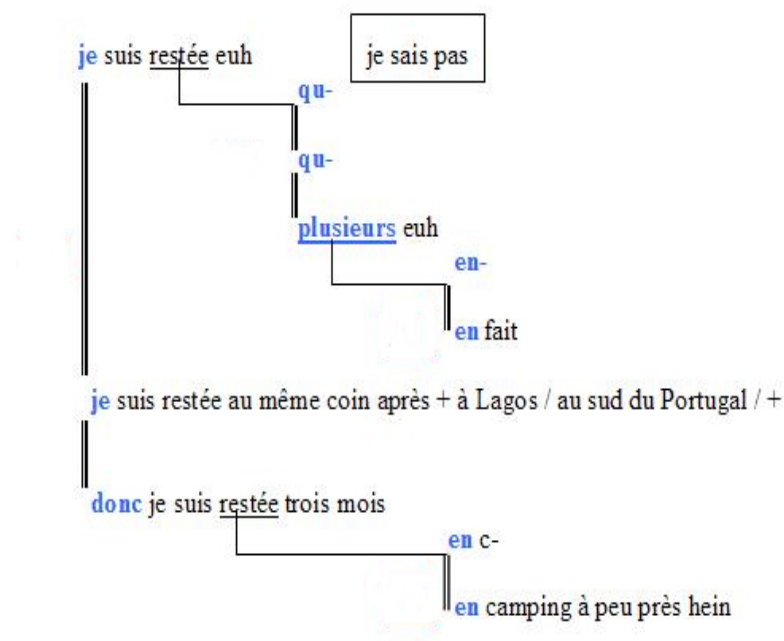 je suis restée euh je sais pas
qu-
qu-
plusieurs euh
en-
en fait
je suis restée au même coin après + à Lagos / au sud du Portugal / +
donc je suis restée trois mois
en c-
en camping à peu près hein